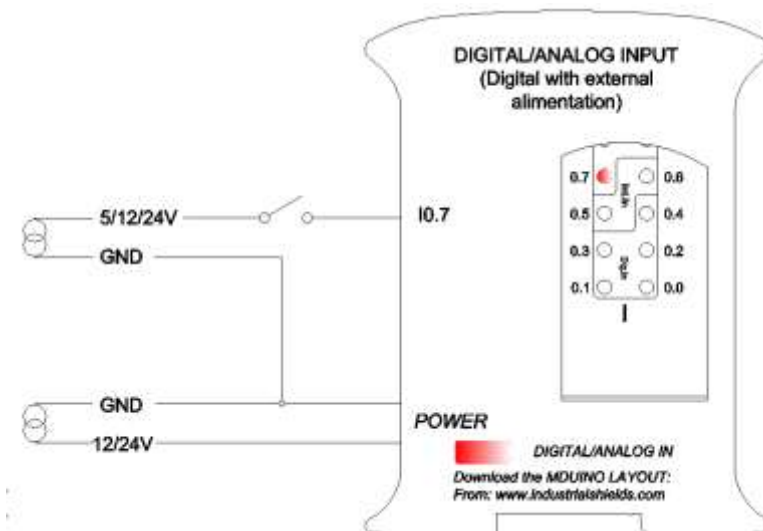 DIGITAL/ANALOG INPUT
(Digital with external
alimentation)
0.7 0.6
0.5 0.4
0.3 0.2
Dig.In
0.1 0.0
I
5/12/24V
I0.7
GND
GND
POWER
12/24V
DIGITAL/ANALOG IN
Download the MDUINO LAYOUT:
From: www.industrialshields.com